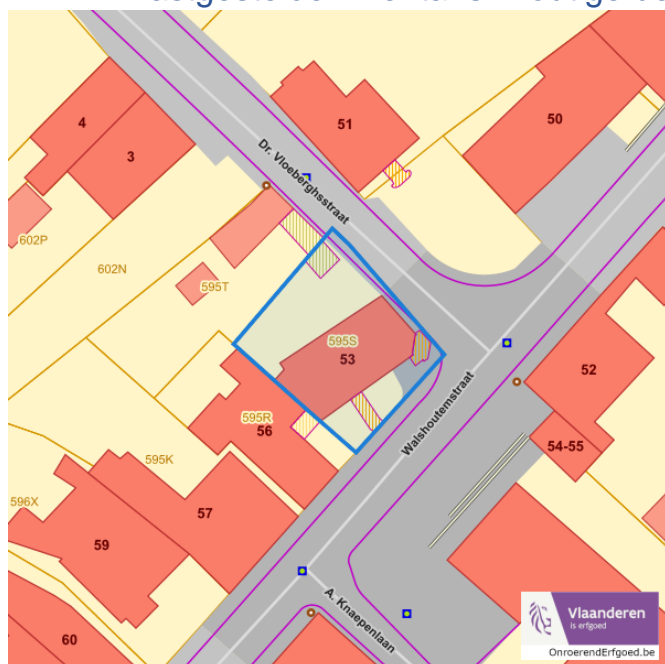 4
3
51
50
Dr. Vloeberghsstraat
602P
602N
595T
595S
53
52
Walshoutemstraat
595R
56
54-55
595K
596X
57
59
A. Knaepenlaan
60
Vlaanderen
is erfgoed
OnroerendErfgoed.be